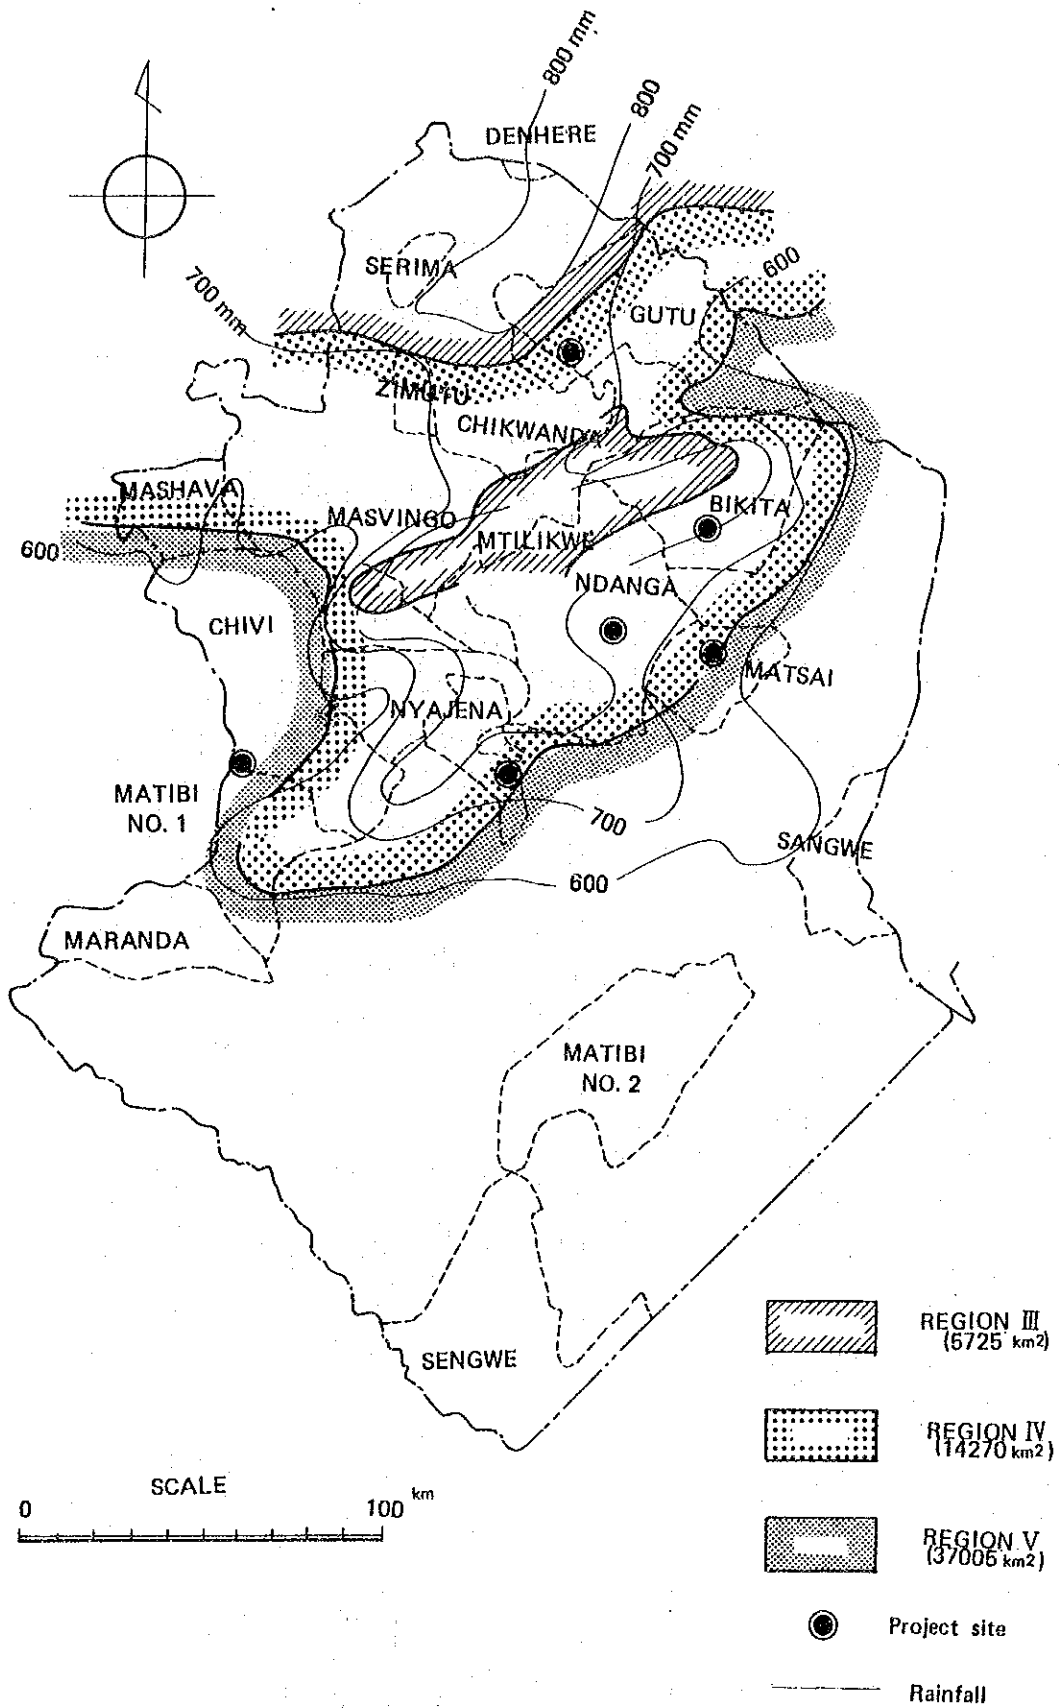 800 mm
800
DENHERE
700 mm
SERIMA
600
700 mm
GUTU
ZIMUTU
CHIKWANDA
MASHAVA
BIKITA
MASVINGO
MTILIKWE
600
NDANGA
CHIVI
MATSAI
NYAJENA
MATIBI
NO. 1
700
SANGWE
600
MARANDA
MATIBI
NO. 2
SENGWE
REGION III
(5725 km2)
REGION IV
(14270 km2)
SCALE
0 100 km
REGION V
(37005 km2)
Project site
Rainfall